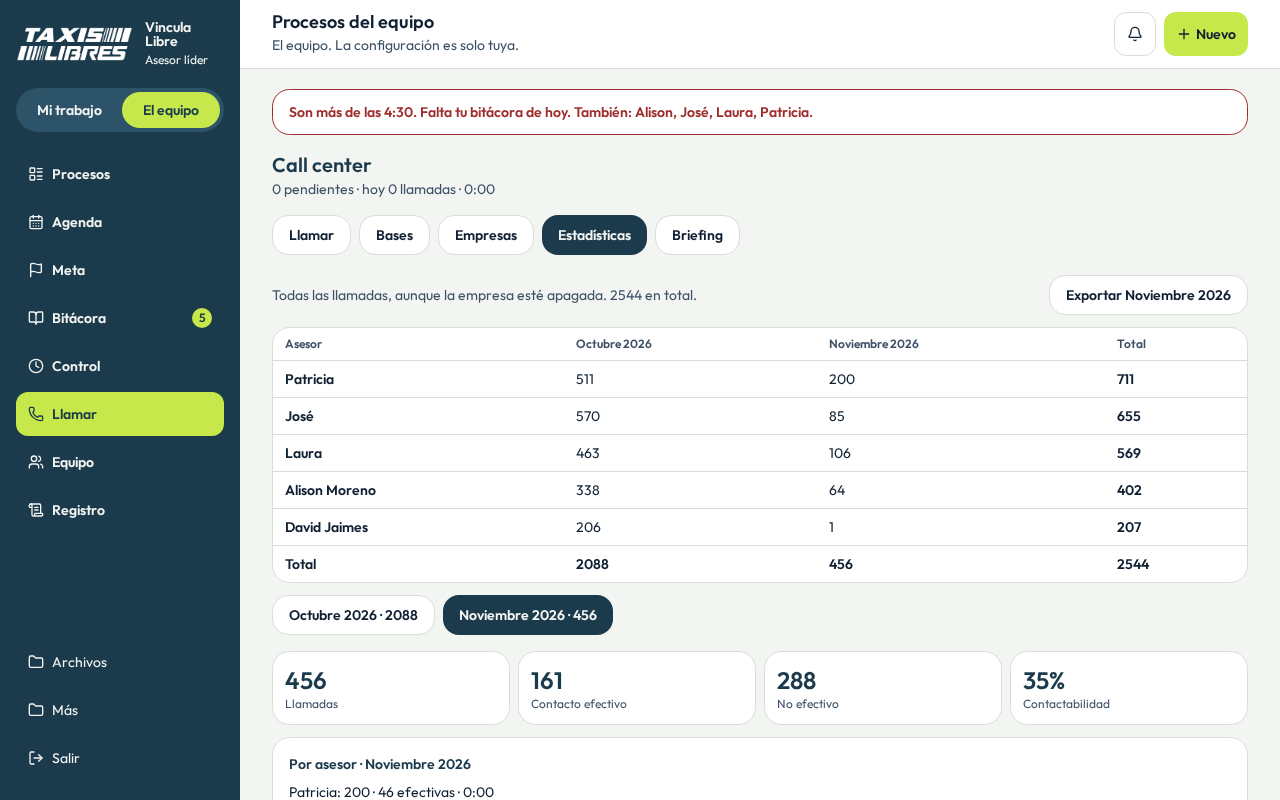 TAXIS
LIBRES
Vincula
Libre
Asesor líder
Mi trabajo
El equipo
Procesos
Agenda
Meta
Bitácora
5
Control
Llamar
Equipo
Registro
Archivos
Más
Salir
Procesos del equipo
El equipo. La configuración es solo tuya.
Nuevo
Son más de las 4:30. Falta tu bitácora de hoy. También: Alison, José, Laura, Patricia.
Call center
0 pendientes · hoy 0 llamadas · 0:00
Llamar
Bases
Empresas
Estadísticas
Briefing
Todas las llamadas, aunque la empresa esté apagada. 2544 en total.
Exportar Noviembre 2026
Asesor Octubre 2026 Noviembre 2026 Total
Patricia 511 200 711
José 570 85 655
Laura 463 106 569
Alison Moreno 338 64 402
David Jaimes 206 1 207
Total 2088 456 2544
Octubre 2026 · 2088
Noviembre 2026 · 456
456
Llamadas
161
Contacto efectivo
288
No efectivo
35%
Contactabilidad
Por asesor · Noviembre 2026
Patricia: 200 · 46 efectivas · 0:00